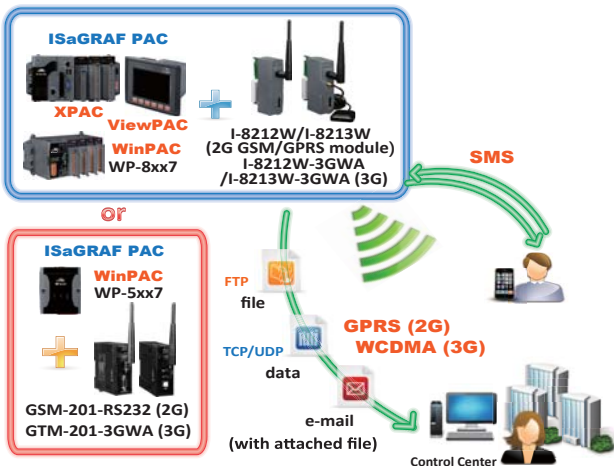 ISaGRAF PAC
XPAC
ViewPAC
WinPAC
WP-8xx7
I-8212W/I-8213W
(2G GSM/GPRS module)
I-8212W-3GWA
/I-8213W-3GWA (3G)
SMS
or
ISaGRAF PAC
WinPAC
WP-5xx7
GSM-201-RS232 (2G)
GTM-201-3GWA (3G)
FTP
file
TCP/UDP
data
e-mail
(with attached file)
GPRS (2G)
WCDMA (3G)
Control Center